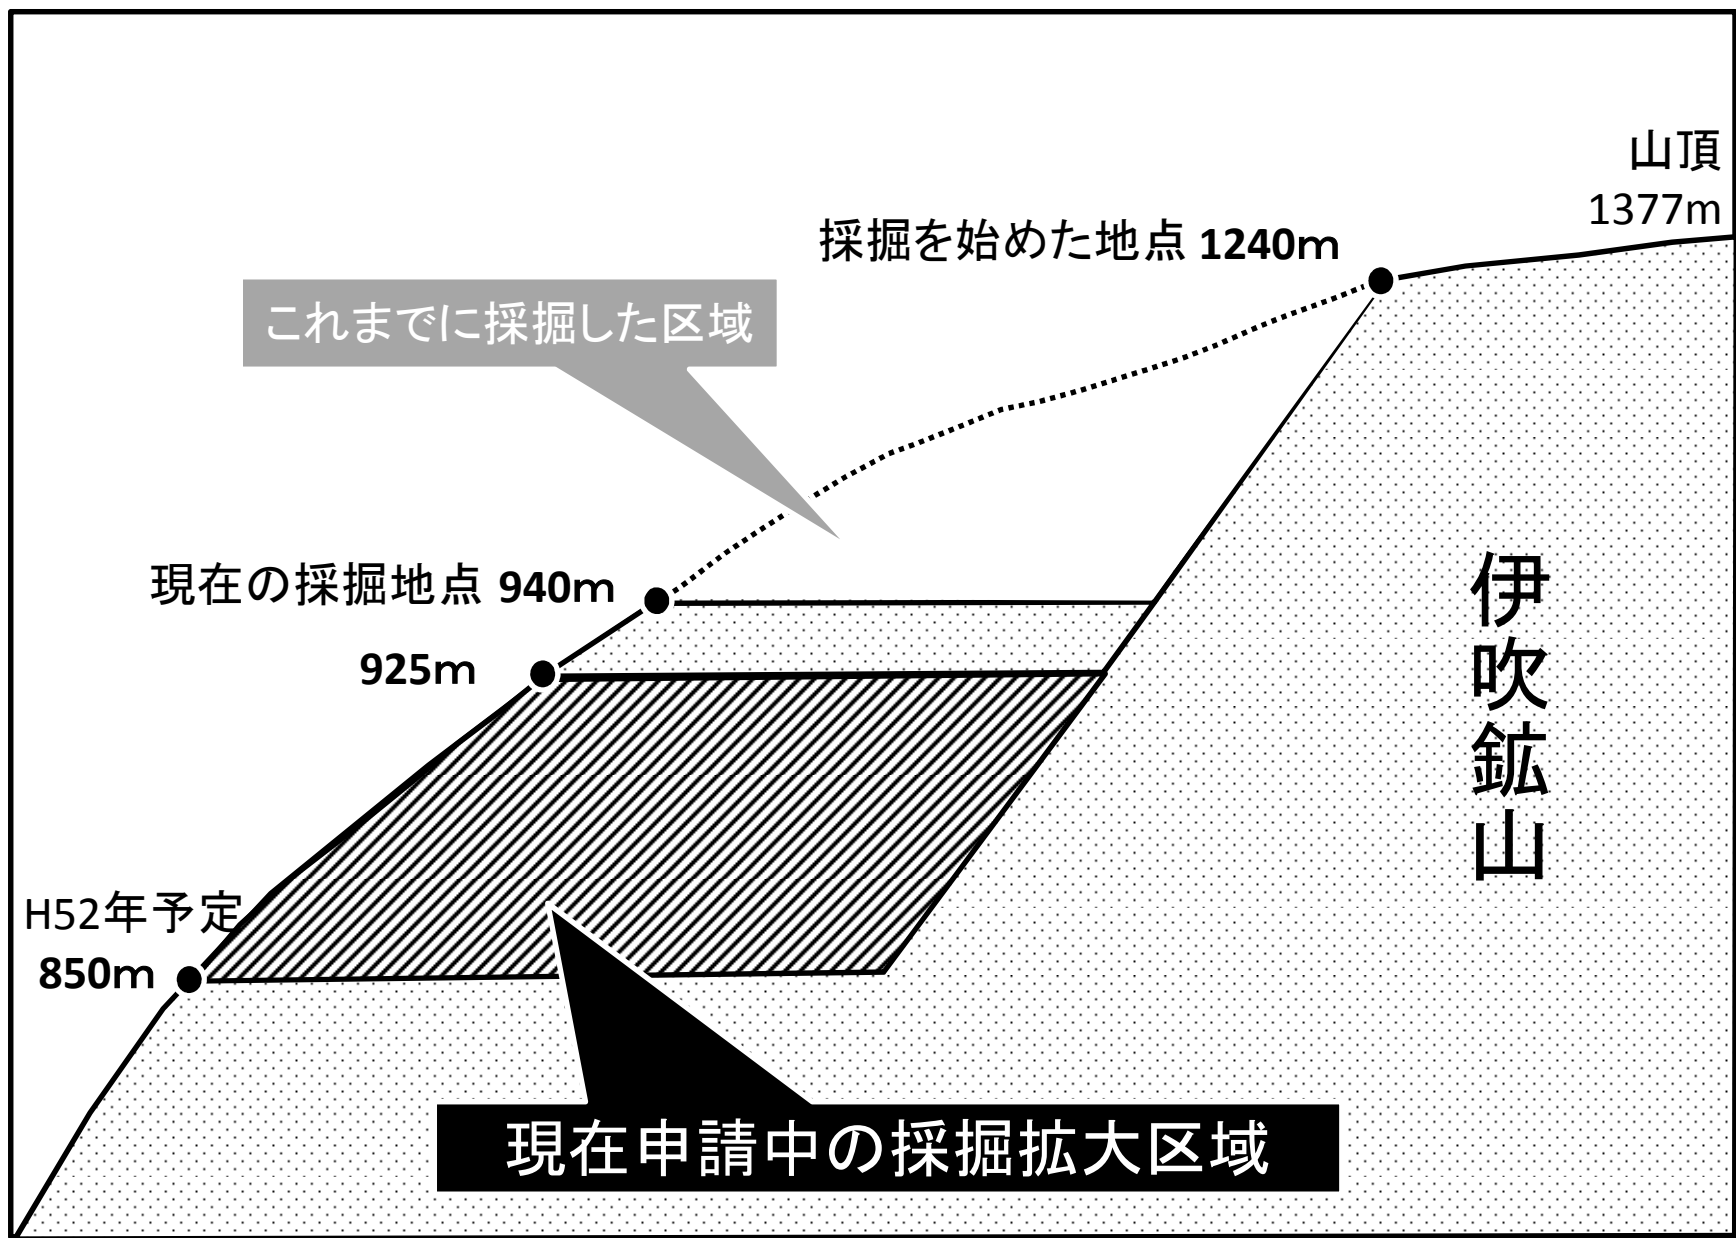 山頂
1377m
採掘を始めた地点 1240m
これまでに採掘した区域
現在の採掘地点 940m
925m
伊吹鉱山
H52年予定
850m
現在申請中の採掘拡大区域